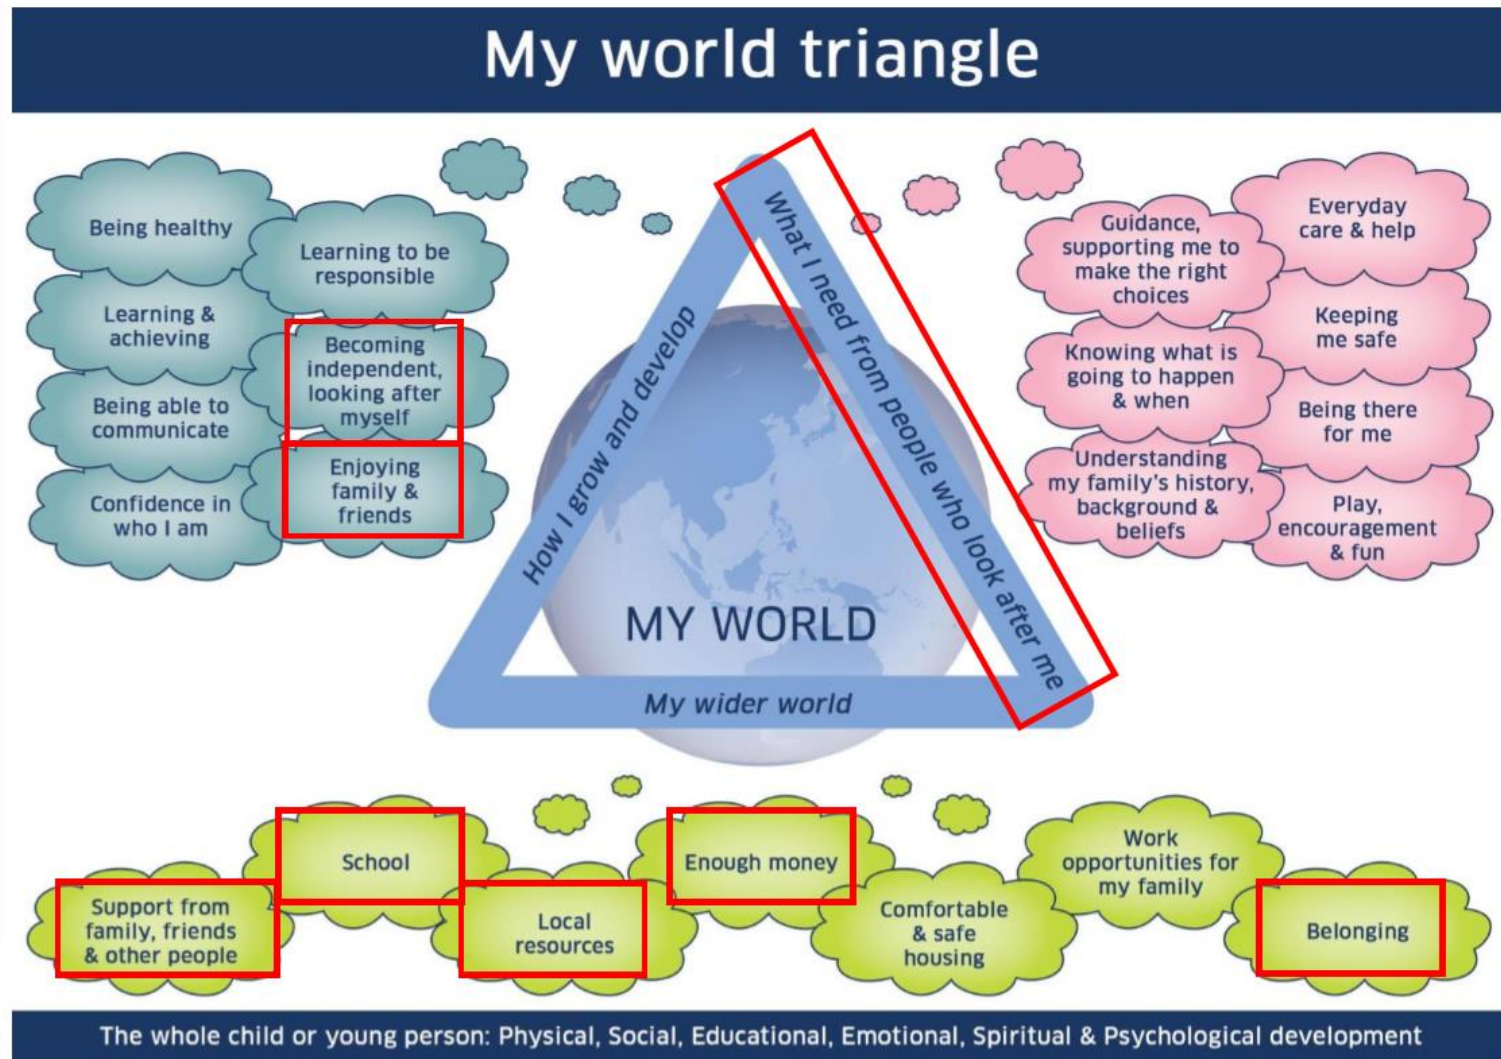 My world triangle
Being healthy
Learning to be
responsible
Learning &
achieving
Becoming
independent,
looking after
myself
Being able to
communicate
Enjoying
family &
friends
Confidence in
who I am
How I grow and develop
What I need from people who look after me
MY WORLD
My wider world
Guidance,
supporting me to
make the right
choices
Everyday
care & help
Keeping
me safe
Knowing what is
going to happen
& when
Being there
for me
Understanding
my family's history,
background &
beliefs
Play,
encouragement
& fun
Support from
family, friends
& other people
School
Local
resources
Enough money
Comfortable
& safe
housing
Work
opportunities for
my family
Belonging
The whole child or young person: Physical, Social, Educational, Emotional, Spiritual & Psychological development